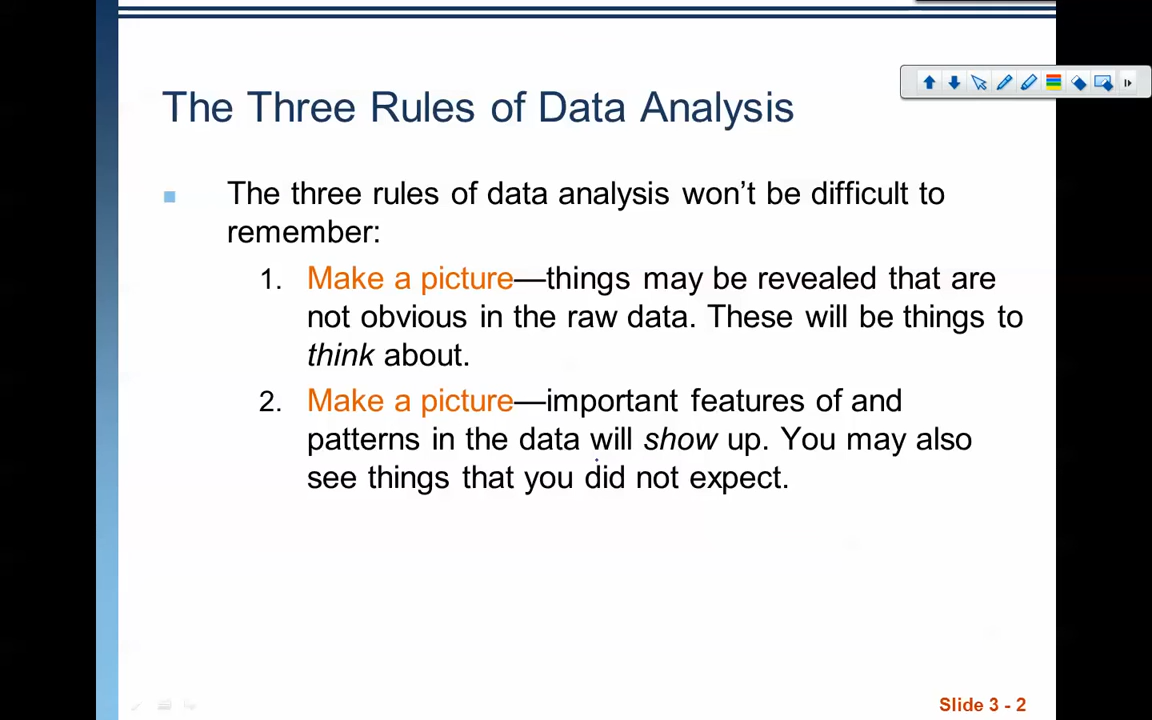 The Three Rules of Data Analysis
The three rules of data analysis won’t be difficult to
remember:
1. Make a picture—things may be revealed that are
not obvious in the raw data. These will be things to
think about.
2. Make a picture—important features of and
patterns in the data will show up. You may also
see things that you did not expect.
Slide 3 - 2